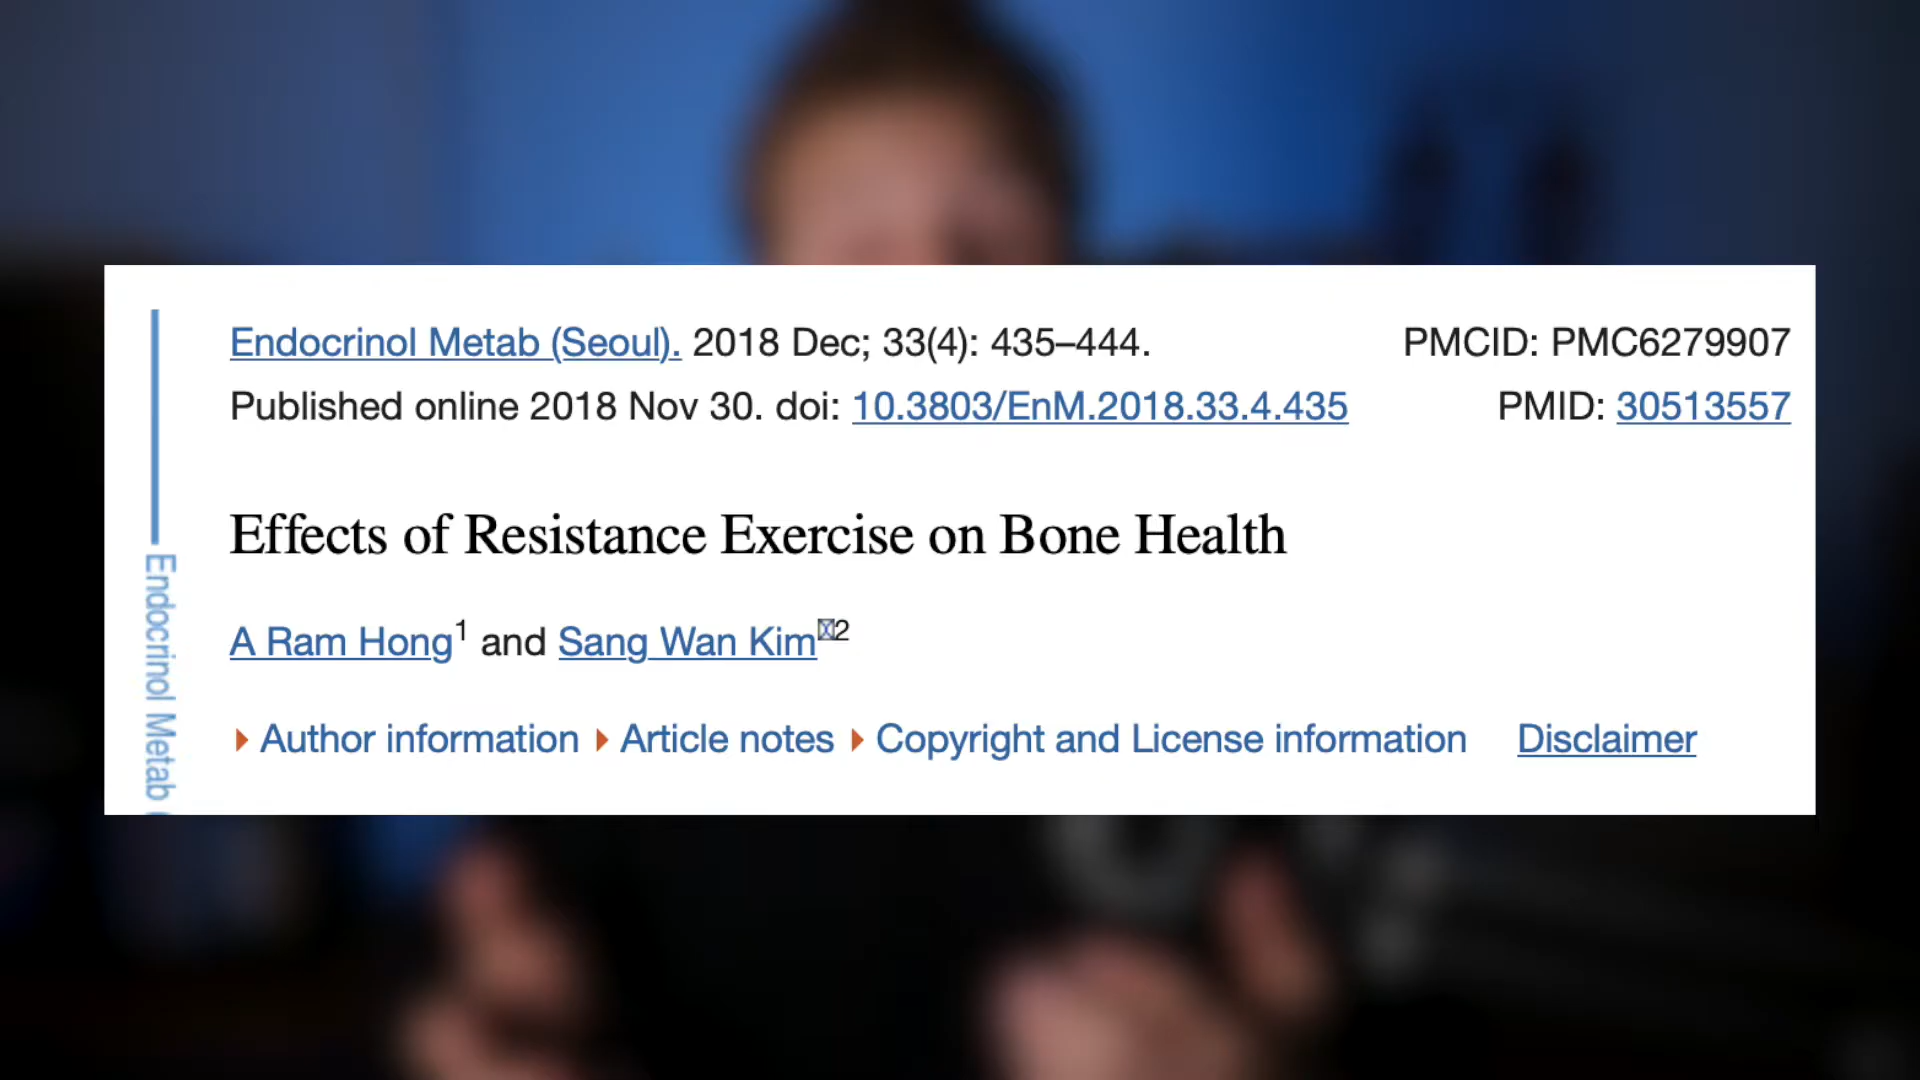 Endocrinol Metab (Seoul). 2018 Dec; 33(4): 435–444.
PMCID: PMC6279907
Published online 2018 Nov 30. doi: 10.3803/EnM.2018.33.4.435
PMID: 30513557
Effects of Resistance Exercise on Bone Health
A Ram Hong1 and Sang Wan Kim2
Author information Article notes Copyright and License information Disclaimer
Endocrinol Metab